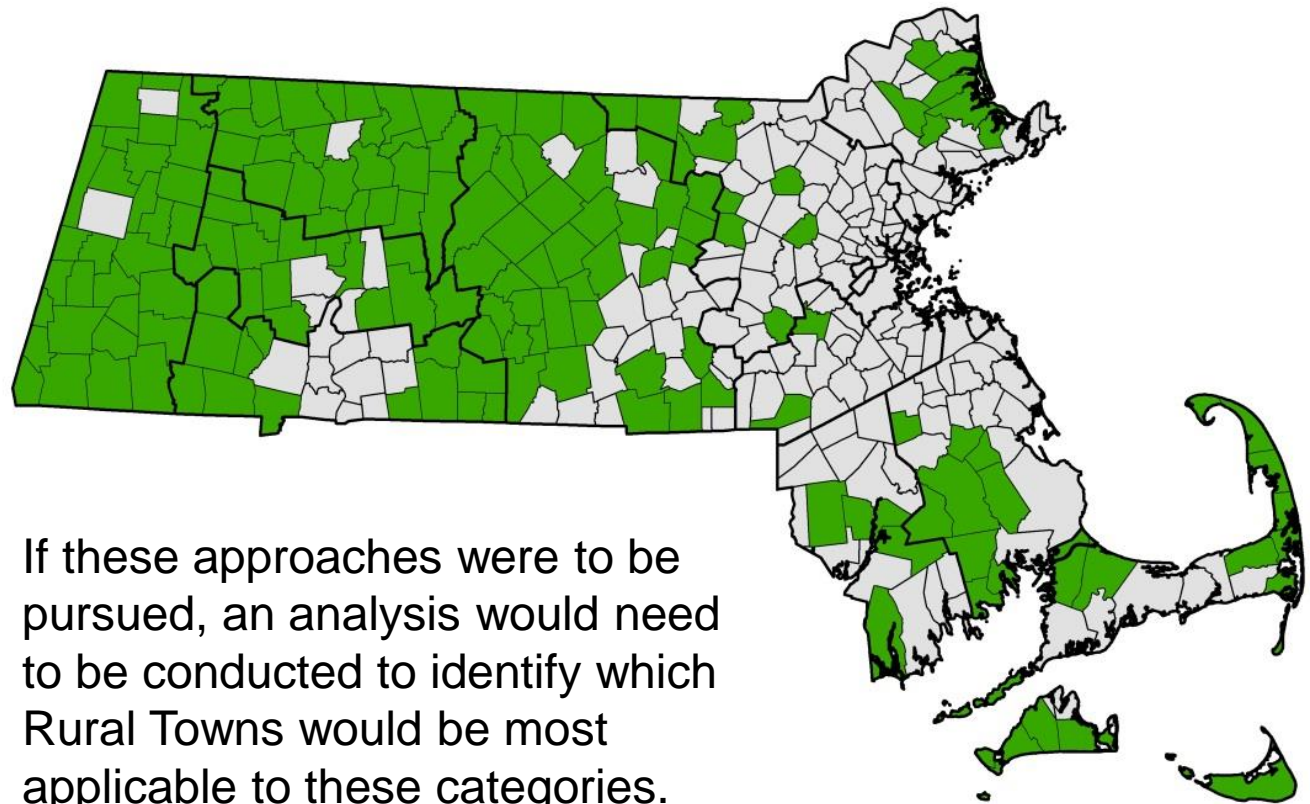 If these approaches were to be
pursued, an analysis would need
to be conducted to identify which
Rural Towns would be most
applicable to these categories.